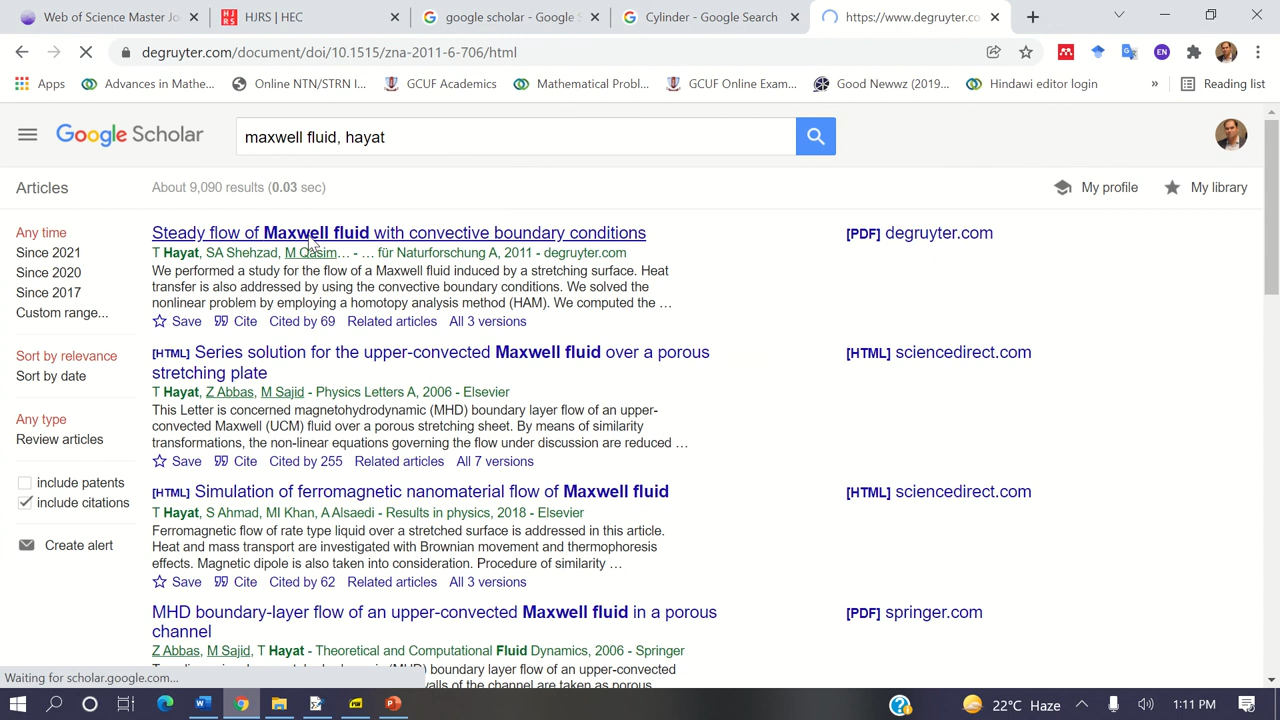 Web of Science Master Jo
HJRS | HEC
google scholar - Google S
Cylinder - Google Search
https://www.degruyter.co
degruyter.com/document/doi/10.1515/zna-2011-6-706/html
EN
Apps
Advances in Mathe...
Online NTN/STRN I...
GCUF Academics
Mathematical Probl...
GCUF Online Exam...
Good Newwz (2019...
Hindawi editor login
»
Reading list
Google Scholar
maxwell fluid, hayat
Articles
About 9,090 results (0.03 sec)
My profile
My library
Any time
Since 2021
Since 2020
Since 2017
Custom range...
Sort by relevance
Sort by date
Any type
Review articles
include patents
include citations
Create alert
Steady flow of Maxwell fluid with convective boundary conditions
T Hayat, SA Shehzad, M Qasim… - … für Naturforschung A, 2011 - degruyter.com
We performed a study for the flow of a Maxwell fluid induced by a stretching surface. Heat
transfer is also addressed by using the convective boundary conditions. We solved the
nonlinear problem by employing a homotopy analysis method (HAM). We computed the …
Save Cite Cited by 69 Related articles All 3 versions
[PDF] degruyter.com
[HTML] Series solution for the upper-convected Maxwell fluid over a porous
stretching plate
T Hayat, Z Abbas, M Sajid - Physics Letters A, 2006 - Elsevier
This Letter is concerned magnetohydrodynamic (MHD) boundary layer flow of an upper-
convected Maxwell (UCM) fluid over a porous stretching sheet. By means of similarity
transformations, the non-linear equations governing the flow under discussion are reduced …
Save Cite Cited by 255 Related articles All 7 versions
[HTML] sciencedirect.com
[HTML] Simulation of ferromagnetic nanomaterial flow of Maxwell fluid
T Hayat, S Ahmad, MI Khan, A Alsaedi - Results in physics, 2018 - Elsevier
Ferromagnetic flow of rate type liquid over a stretched surface is addressed in this article.
Heat and mass transport are investigated with Brownian movement and thermophoresis
effects. Magnetic dipole is also taken into consideration. Procedure of similarity …
Save Cite Cited by 62 Related articles All 3 versions
[HTML] sciencedirect.com
MHD boundary-layer flow of an upper-convected Maxwell fluid in a porous
channel
Z Abbas, M Sajid, T Hayat - Theoretical and Computational Fluid Dynamics, 2006 - Springer
boundary layer flow of an upper-convected
walls of the channel are taken as porous
[PDF] springer.com
Waiting for scholar.google.com...
22°C Haze
1:11 PM